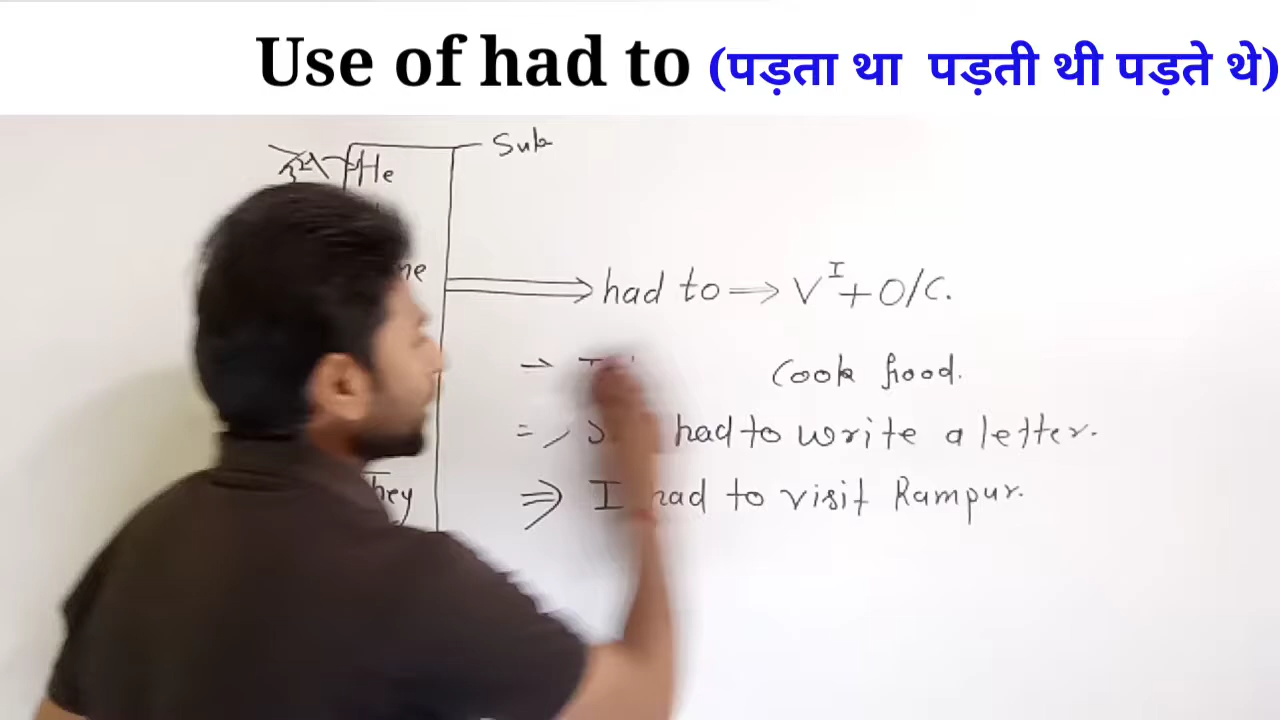 Use of had to (पड़ता था पड़ती थी पड़ते थे)
Sub
He
had to ⇒ V^I + O/C.
→ Cook food.
⇒ had to write a letter.
⇒ I had to visit Rampur.